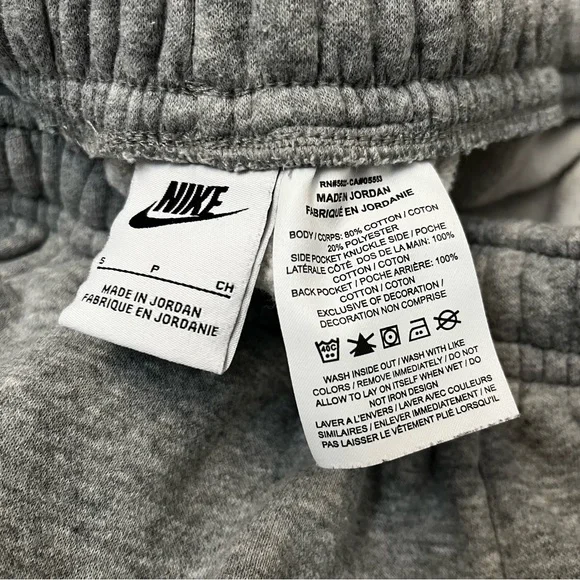 NIKE
S P CH
MADE IN JORDAN
FABRIQUE EN JORDANIE
MADE IN JORDAN
FABRIQUÉ EN JORDANIE
BODY / CORPS: 80% COTTON / COTON
20% POLYESTER
SIDE POCKET KNUCKLE SIDE / POCHE
LATÉRALE CÔTÉ DOS DE LA MAIN: 100%
COTTON / COTON
BACK POCKET / POCHE ARRIÈRE: 100%
COTTON / COTON
EXCLUSIVE OF DECORATION /
DECORATION NON COMPRISE
40C
WASH INSIDE OUT / WASH WITH LIKE
COLORS / REMOVE IMMEDIATELY / DO NOT
ALLOW TO LAY ON ITSELF WHEN WET / DO
NOT IRON DESIGN
LAVER A L'ENVERS / LAVER AVEC COULEURS
SIMILAIRES / ENLEVER IMMEDIATEMENT / NE
PAS LAISSER LE VÊTEMENT PLIÉ LORSQU'IL